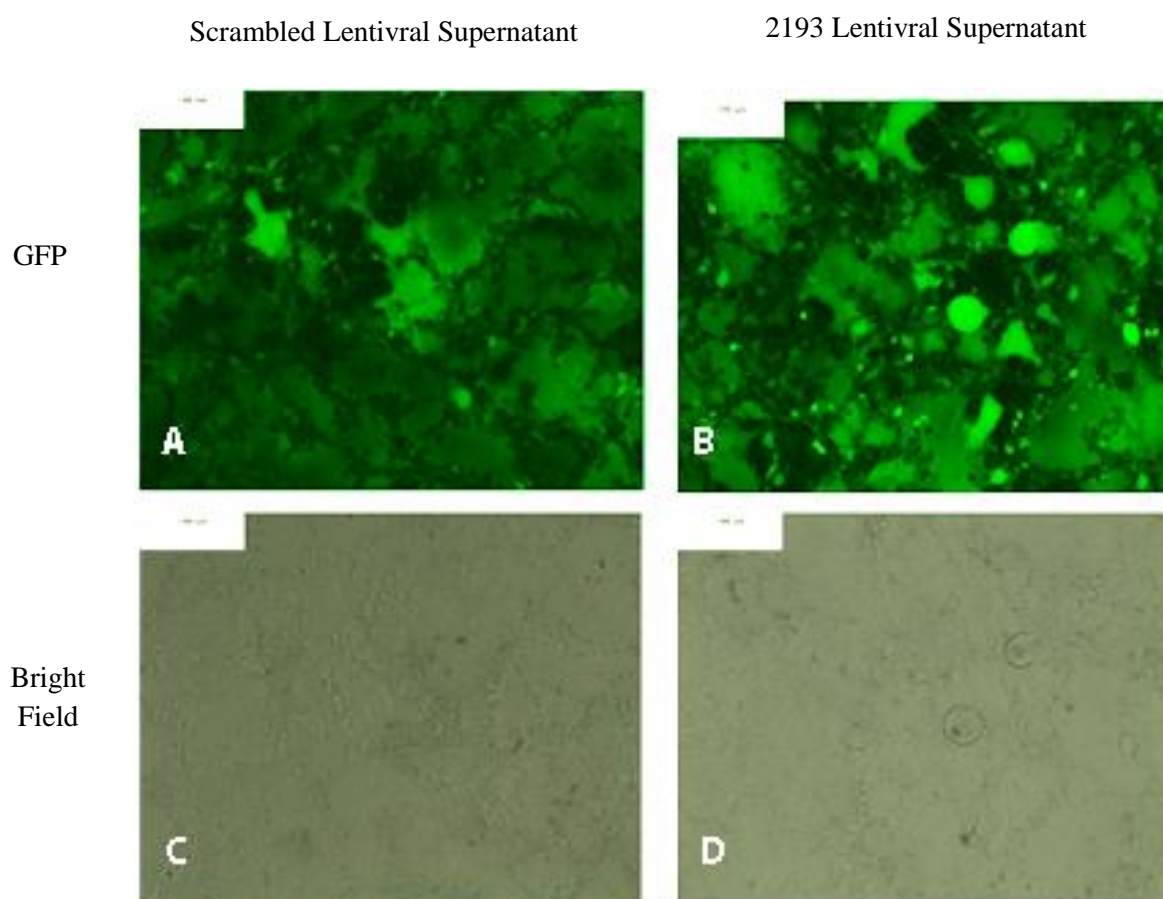 Scrambled Lentivral Supernatant
2193 Lentivral Supernatant
GFP
A
B
Bright
Field
C
D